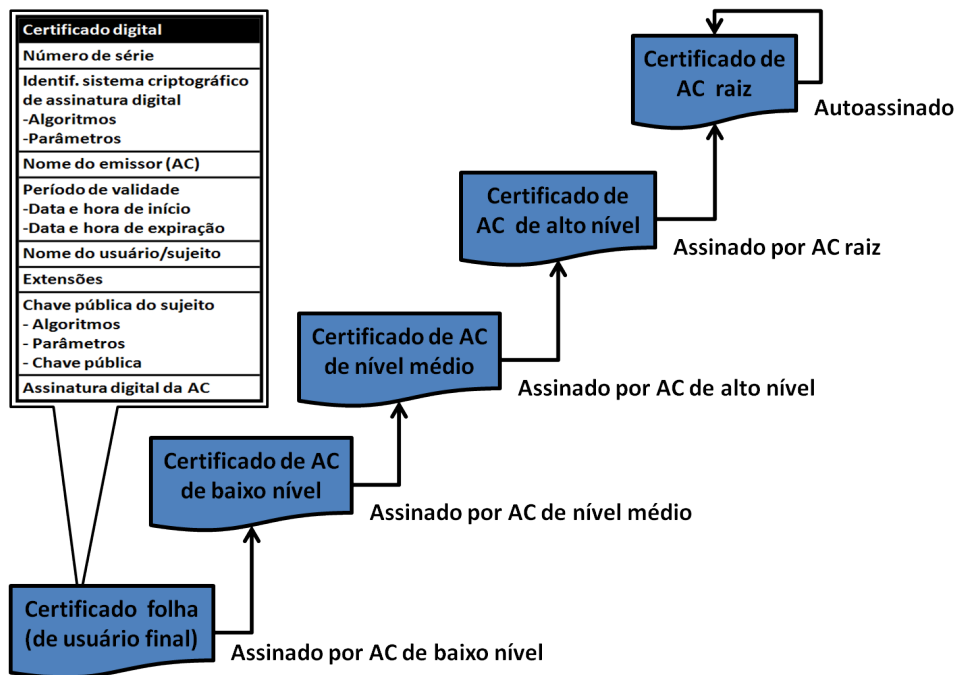 Certificado digital
Número de série
Identif. sistema criptográfico
de assinatura digital
-Algoritmos
-Parâmetros
Nome do emissor (AC)
Período de validade
-Data e hora de início
-Data e hora de expiração
Nome do usuário/sujeito
Extensões
Chave pública do sujeito
- Algoritmos
- Parâmetros
- Chave pública
Assinatura digital da AC
Certificado de
AC raiz
Autoassinado
Certificado de
AC de alto nível
Assinado por AC raiz
Certificado de AC
de nível médio
Assinado por AC de alto nível
Certificado de AC
de baixo nível
Assinado por AC de nível médio
Certificado folha
(de usuário final)
Assinado por AC de baixo nível